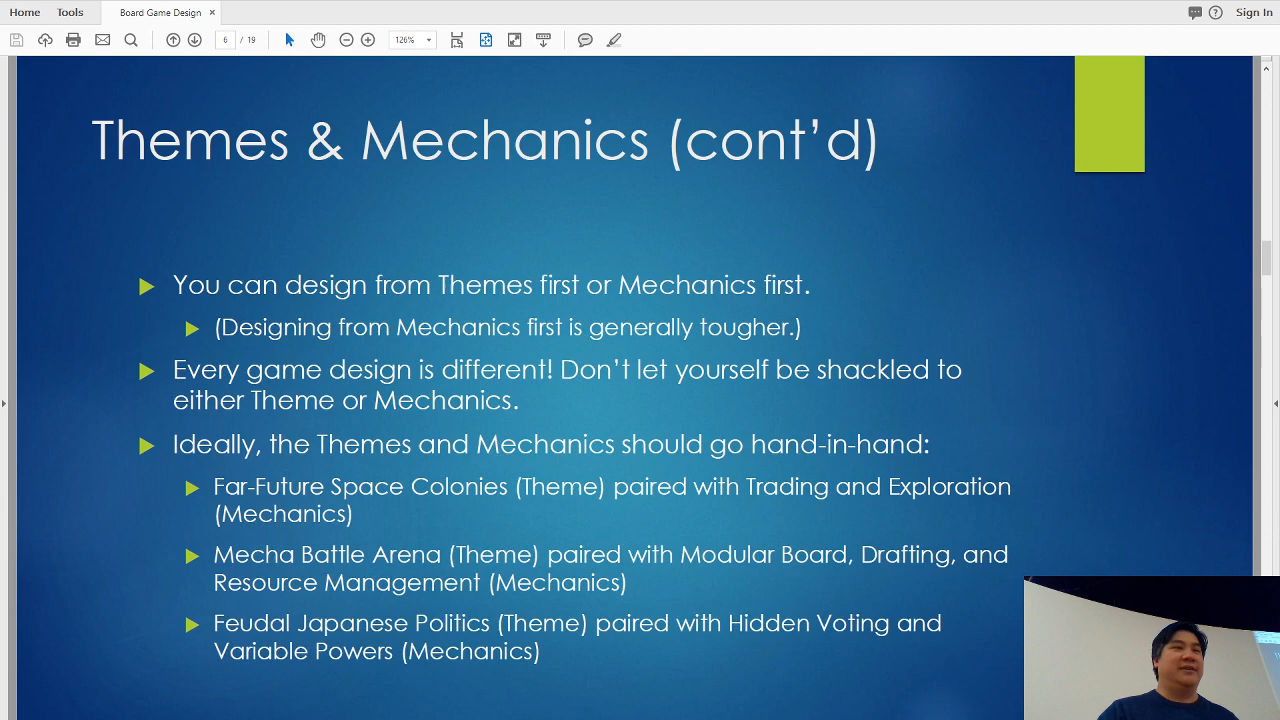 Home Tools Board Game Design × Sign In
6 / 19 126%
Themes & Mechanics (cont’d)
You can design from Themes first or Mechanics first.
(Designing from Mechanics first is generally tougher.)
Every game design is different! Don’t let yourself be shackled to
either Theme or Mechanics.
Ideally, the Themes and Mechanics should go hand-in-hand:
Far-Future Space Colonies (Theme) paired with Trading and Exploration
(Mechanics)
Mecha Battle Arena (Theme) paired with Modular Board, Drafting, and
Resource Management (Mechanics)
Feudal Japanese Politics (Theme) paired with Hidden Voting and
Variable Powers (Mechanics)